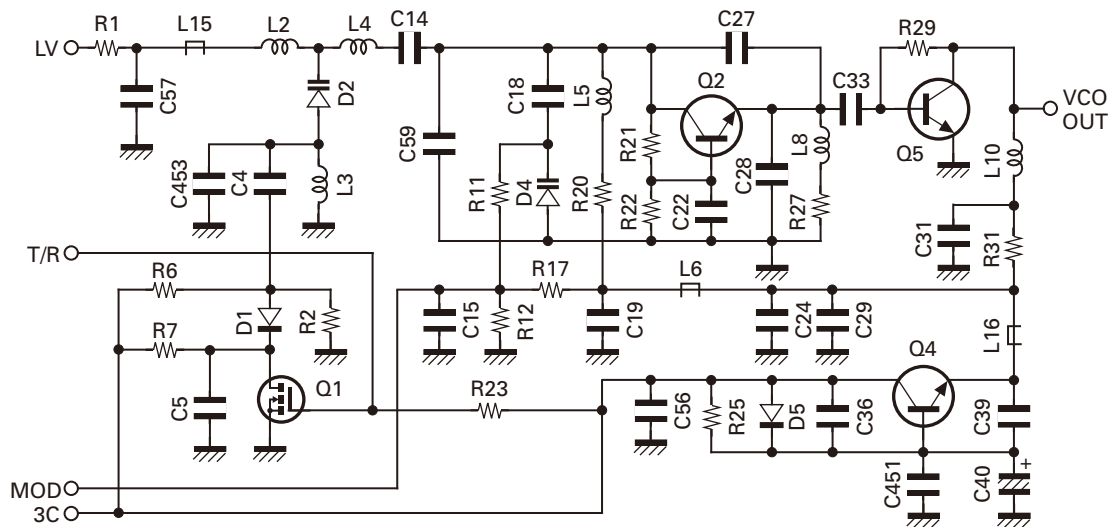 LV
R1
L15
L2
L4
C14
C27
R29
C57
D2
C18
L5
Q2
C33
VCO
OUT
C59
R21
L8
Q5
L10
C453
C4
L3
R11
D4
R20
R22
C22
C28
R27
C31
R31
T/R
R6
R17
L6
D1
R2
C15
R12
C19
C24
C29
L16
R7
Q4
C5
Q1
R23
C56
R25
D5
C36
C39
C451
C40
+
MOD
3C